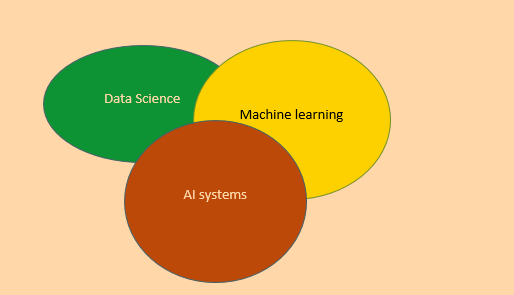 Data Science
Machine learning
AI systems